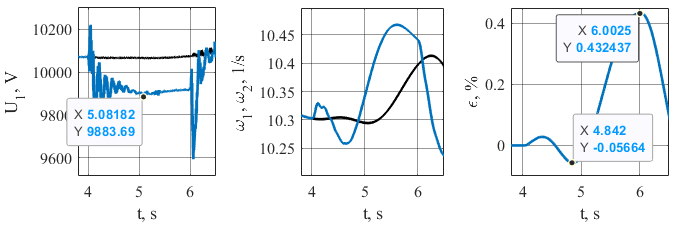 U₁, V
10200
10000
9800
9600
X 5.08182
Y 9883.69
4
5
6
t, s
ω₁, ω₂, 1/s
10.45
10.4
10.35
10.3
10.25
4
5
6
t, s
ϵ, %
0.4
0.2
0
X 6.0025
Y 0.432437
X 4.842
Y -0.05664
4
5
6
t, s